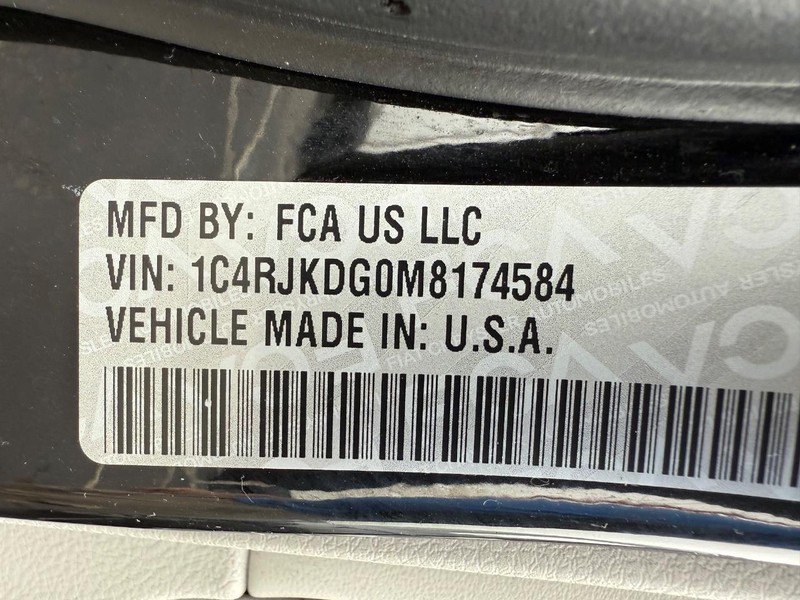 MFD BY: FCA US LLC
VIN: 1C4RJKDG0M8174584
VEHICLE MADE IN: U.S.A.